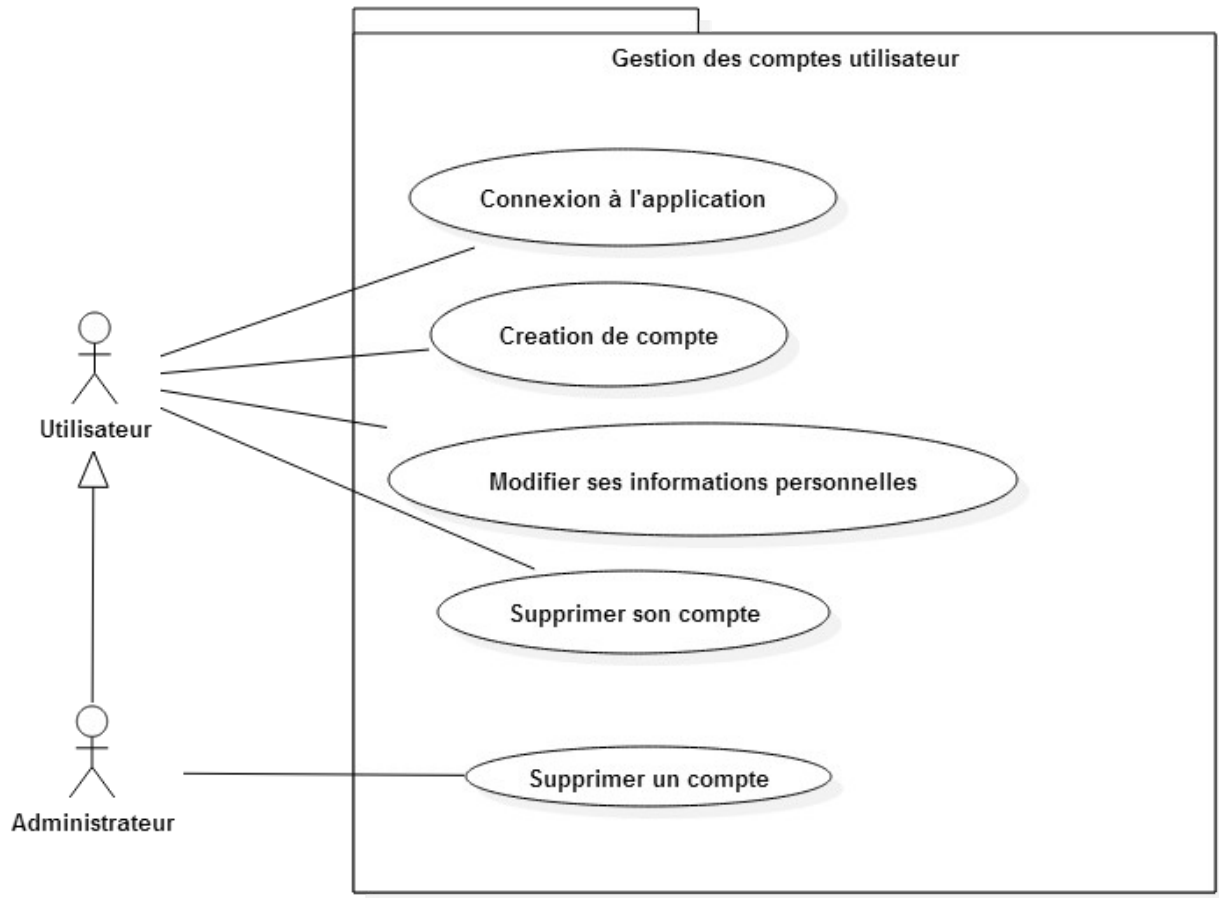 Gestion des comptes utilisateur
Connexion à l'application
Creation de compte
Utilisateur
Modifier ses informations personnelles
Supprimer son compte
Supprimer un compte
Administrateur